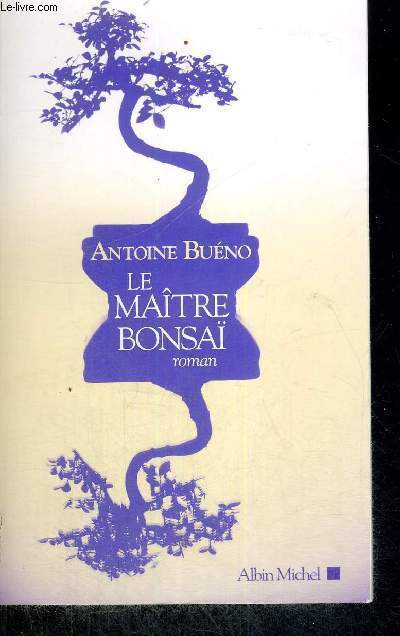 Le-livre.com
ANTOINE BUÉNO
LE
MAÎTRE
BONSAÏ
roman
Albin Michel